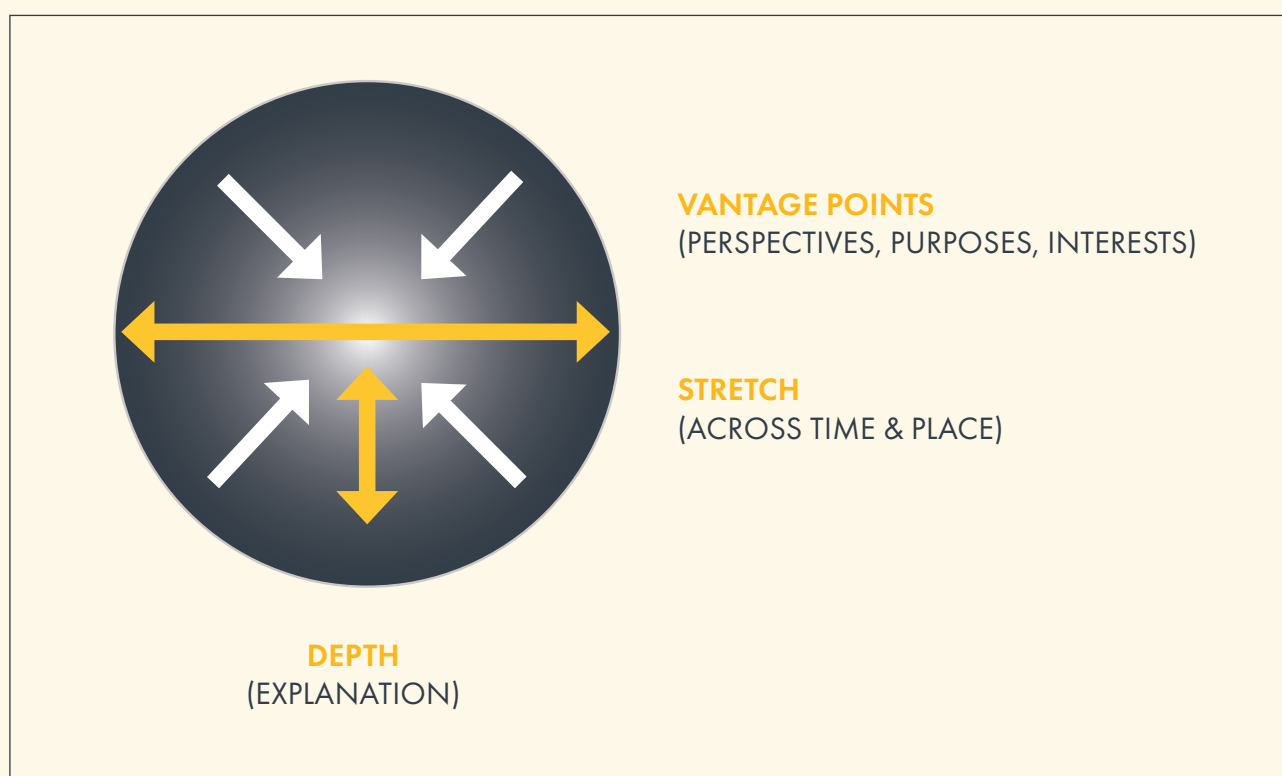 VANTAGE POINTS
(PERSPECTIVES, PURPOSES, INTERESTS)
STRETCH
(ACROSS TIME & PLACE)
DEPTH
(EXPLANATION)